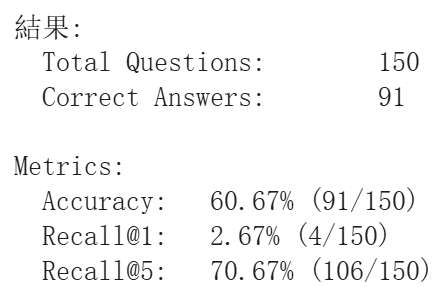 結果:
Total Questions: 150
Correct Answers: 91
Metrics:
Accuracy: 60.67% (91/150)
Recall@1: 2.67% (4/150)
Recall@5: 70.67% (106/150)